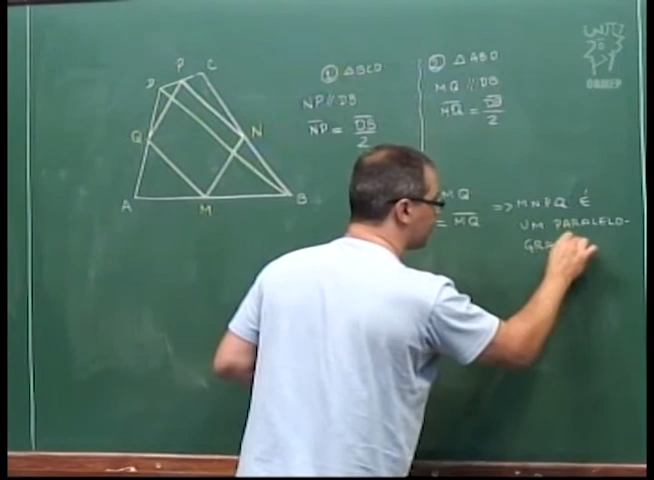 D P C
Q N
A M B
① △BCD
NP // DB
NP = DB
2
② △ABD
MQ // DB
MQ = DB
2
MQ
= MQ
=> MNPQ É
UM PARALELO-
GRA
OBMEP